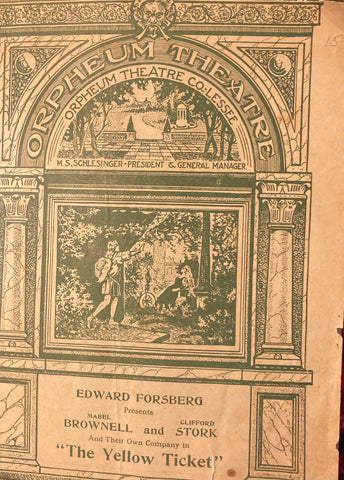 ORPHEUM THEATRE
ORPHEUM THEATRE CO: LESSEE
M.S. SCHLESINGER - PRESIDENT & GENERAL MANAGER
EDWARD FORSBERG
Presents
MABEL CLIFFORD
BROWNELL and STORK
And Their Own Company in
"The Yellow Ticket"